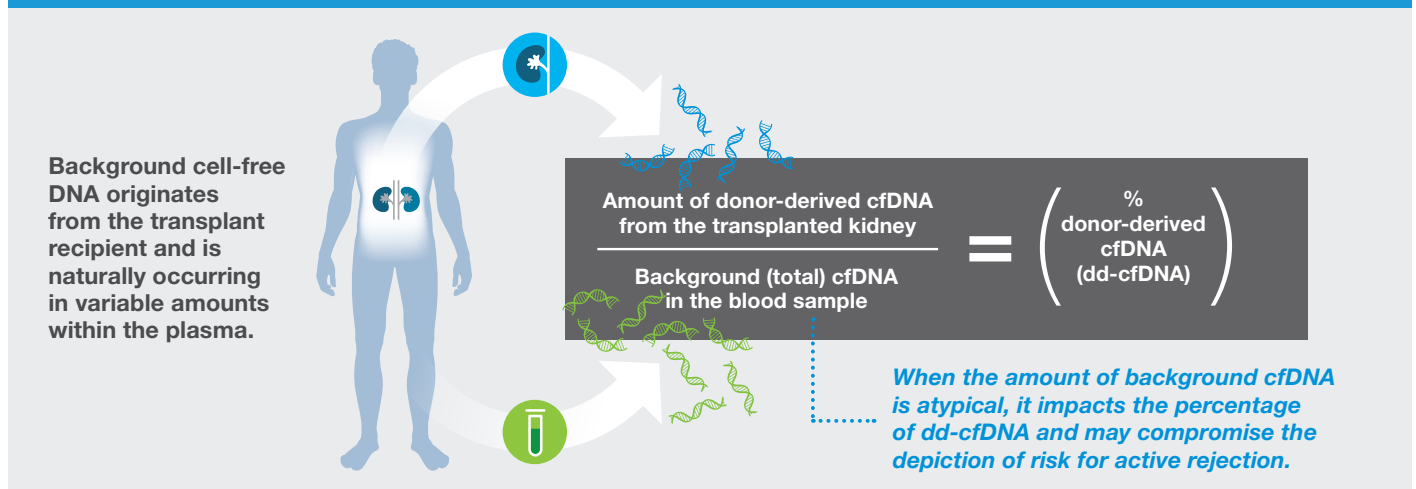 Background cell-free
DNA originates
from the transplant
recipient and is
naturally occurring
in variable amounts
within the plasma.
Amount of donor-derived cfDNA
from the transplanted kidney
Background (total) cfDNA
in the blood sample
=
%
donor-derived
cfDNA
(dd-cfDNA)
When the amount of background cfDNA
is atypical, it impacts the percentage
of dd-cfDNA and may compromise the
depiction of risk for active rejection.